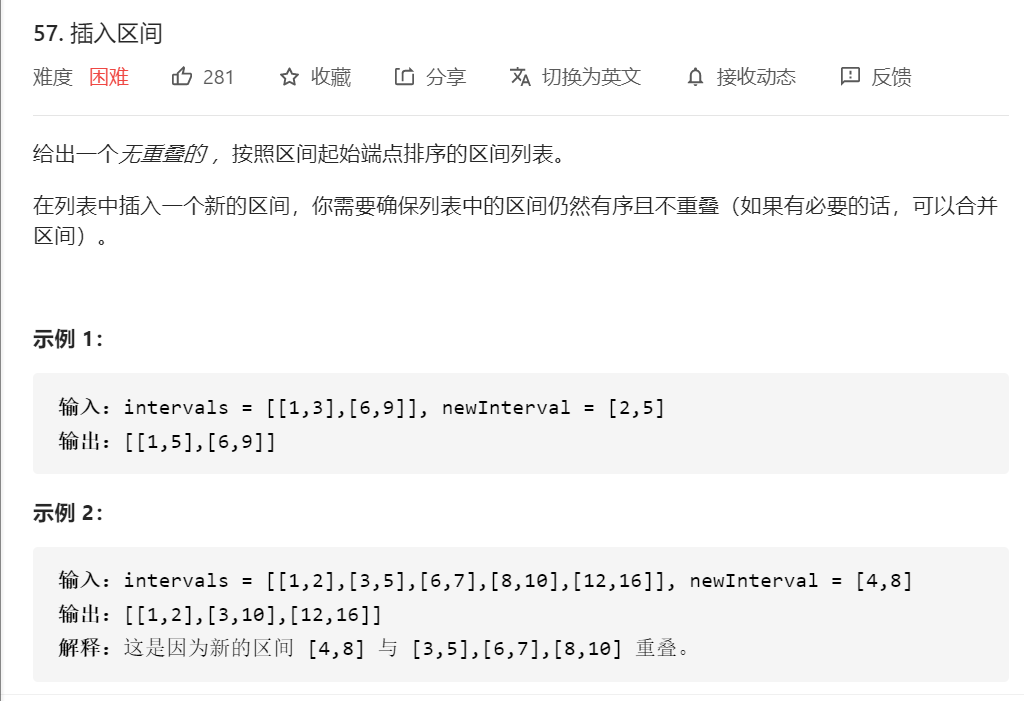 57. 插入区间
难度 困难 281 收藏 分享 切换为英文 接收动态 反馈
给出一个无重叠的 ，按照区间起始端点排序的区间列表。
在列表中插入一个新的区间，你需要确保列表中的区间仍然有序且不重叠（如果有必要的话，可以合并
区间）。
示例 1：
输入：intervals = [[1,3],[6,9]], newInterval = [2,5]
输出：[[1,5],[6,9]]
示例 2：
输入：intervals = [[1,2],[3,5],[6,7],[8,10],[12,16]], newInterval = [4,8]
输出：[[1,2],[3,10],[12,16]]
解释：这是因为新的区间 [4,8] 与 [3,5],[6,7],[8,10] 重叠。